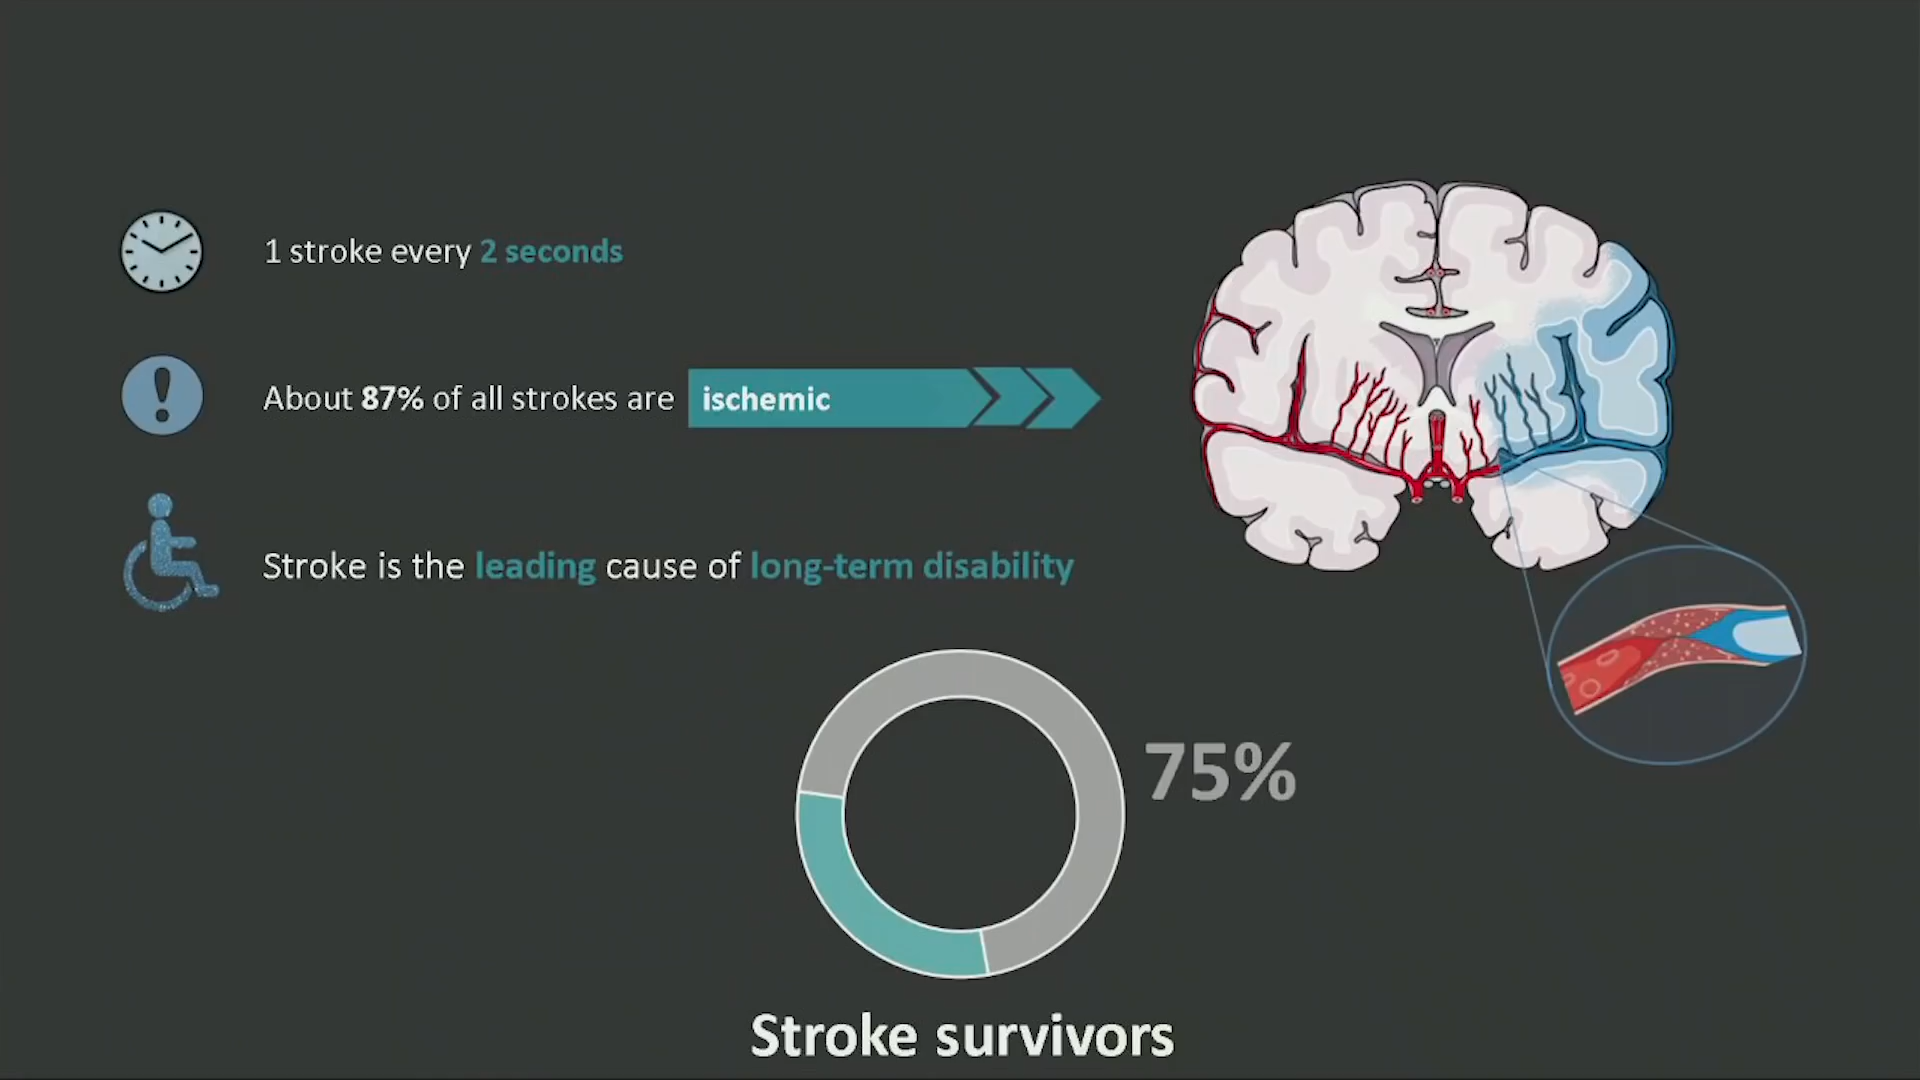 1 stroke every 2 seconds
About 87% of all strokes are ischemic
Stroke is the leading cause of long-term disability
75%
Stroke survivors